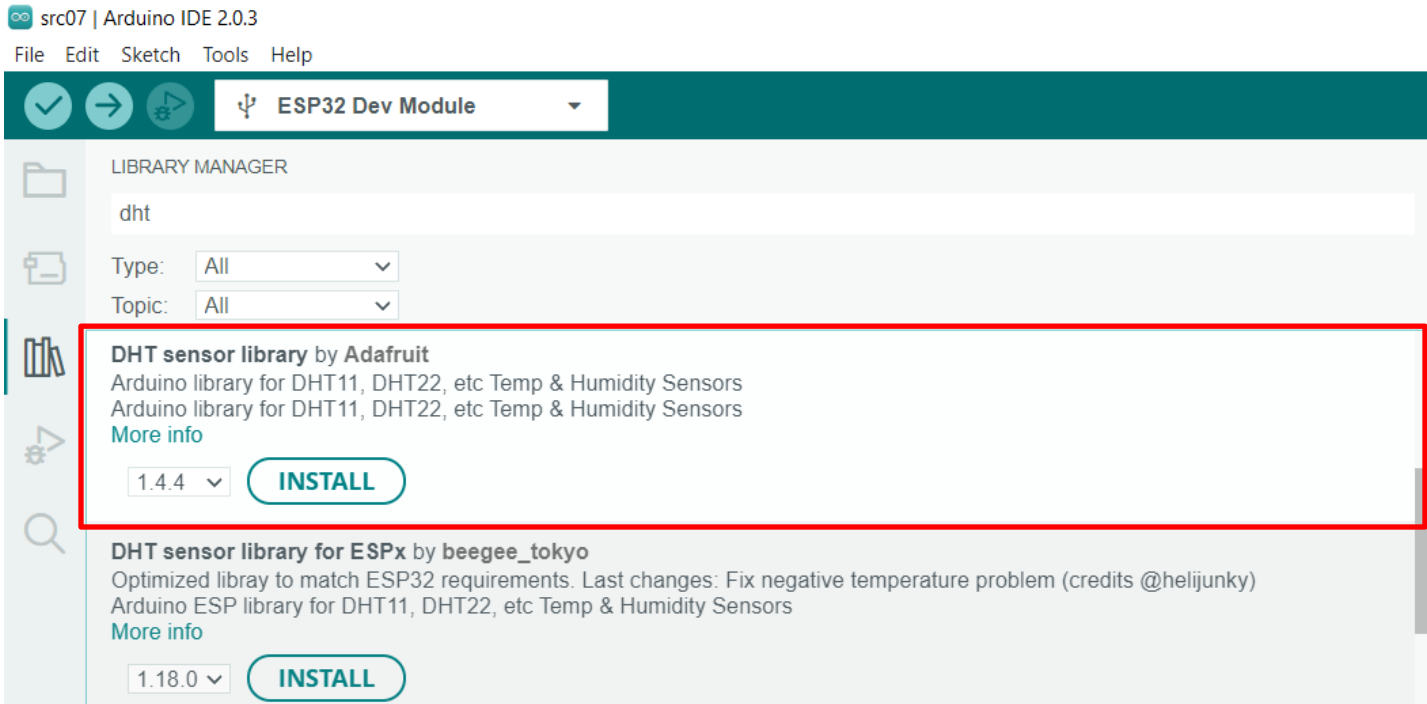 src07 | Arduino IDE 2.0.3
File Edit Sketch Tools Help
ESP32 Dev Module
LIBRARY MANAGER
dht
Type: All
Topic: All
DHT sensor library by Adafruit
Arduino library for DHT11, DHT22, etc Temp & Humidity Sensors
Arduino library for DHT11, DHT22, etc Temp & Humidity Sensors
More info
1.4.4 INSTALL
DHT sensor library for ESPx by beegee_tokyo
Optimized libray to match ESP32 requirements. Last changes: Fix negative temperature problem (credits @helijunky)
Arduino ESP library for DHT11, DHT22, etc Temp & Humidity Sensors
More info
1.18.0 INSTALL